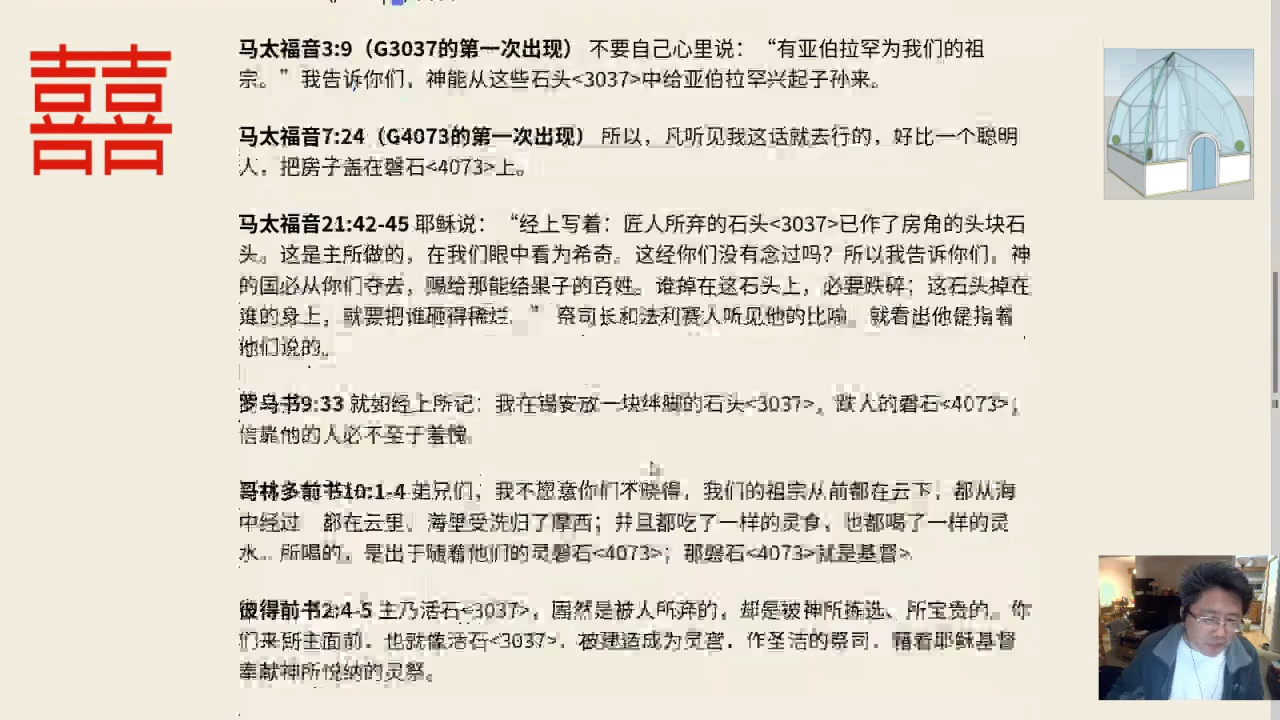 囍
马太福音3:9（G3037的第一次出现） 不要自己心里说：“有亚伯拉罕为我们的祖
宗。”我告诉你们，神能从这些石头<3037>中给亚伯拉罕兴起子孙来。
马太福音7:24（G4073的第一次出现） 所以，凡听见我这话就去行的，好比一个聪明
人，把房子盖在磐石<4073>上。
马太福音21:42-45 耶稣说：“经上写着：匠人所弃的石头<3037>已作了房角的头块石
头。这是主所做的，在我们眼中看为希奇。这经你们没有念过吗？所以我告诉你们，神
的国必从你们夺去，赐给那能结果子的百姓。谁掉在这石头上，必要跌碎；这石头掉在
谁的身上，就要把谁砸得稀烂。”祭司长和法利赛人听见他的比喻，就看出他是指着
他们说的。
罗马书9:33 就如经上所记：我在锡安放一块绊脚的石头<3037>，跌人的磐石<4073>；
信靠他的人必不至于羞愧。
哥林多前书10:1-4 弟兄们，我不愿意你们不晓得，我们的祖宗从前都在云下，都从海
中经过，都在云里、海里受洗归了摩西；并且都吃了一样的灵食，也都喝了一样的灵
水。所喝的，是出于随着他们的灵磐石<4073>；那磐石<4073>就是基督>
彼得前书2:4-5 主乃活石<3037>，固然是被人所弃的，却是被神所拣选、所宝贵的。你
们来到主面前，也就像活石<3037>，被建造成为灵宫，作圣洁的祭司，藉着耶稣基督
奉献神所悦纳的灵祭。